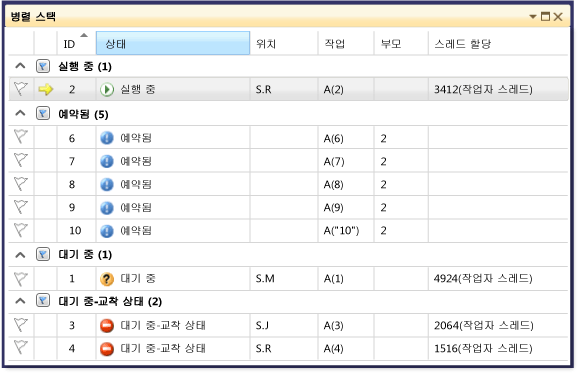 병렬 스택
ID 상태 위치 작업 부모 스레드 할당
실행 중 (1)
2 실행 중 S.R A(2) 3412(작업자 스레드)
예약됨 (5)
6 예약됨 A(6) 2
7 예약됨 A(7) 2
8 예약됨 A(8) 2
9 예약됨 A(9) 2
10 예약됨 A("10") 2
대기 중 (1)
1 대기 중 S.M A(1) 4924(작업자 스레드)
대기 중-교착 상태 (2)
3 대기 중-교착 상태 S.J A(3) 2064(작업자 스레드)
4 대기 중-교착 상태 S.R A(4) 1516(작업자 스레드)